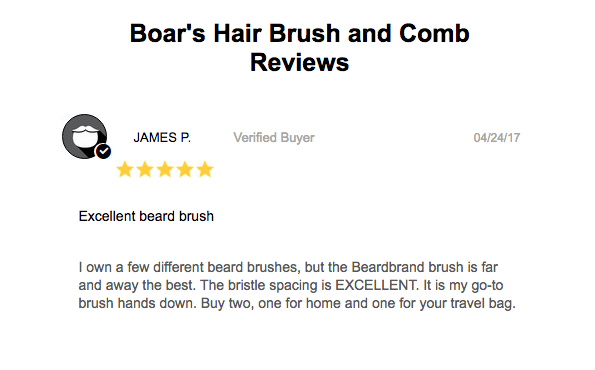 Boar's Hair Brush and Comb
Reviews
JAMES P. Verified Buyer 04/24/17
Excellent beard brush
I own a few different beard brushes, but the Beardbrand brush is far
and away the best. The bristle spacing is EXCELLENT. It is my go-to
brush hands down. Buy two, one for home and one for your travel bag.